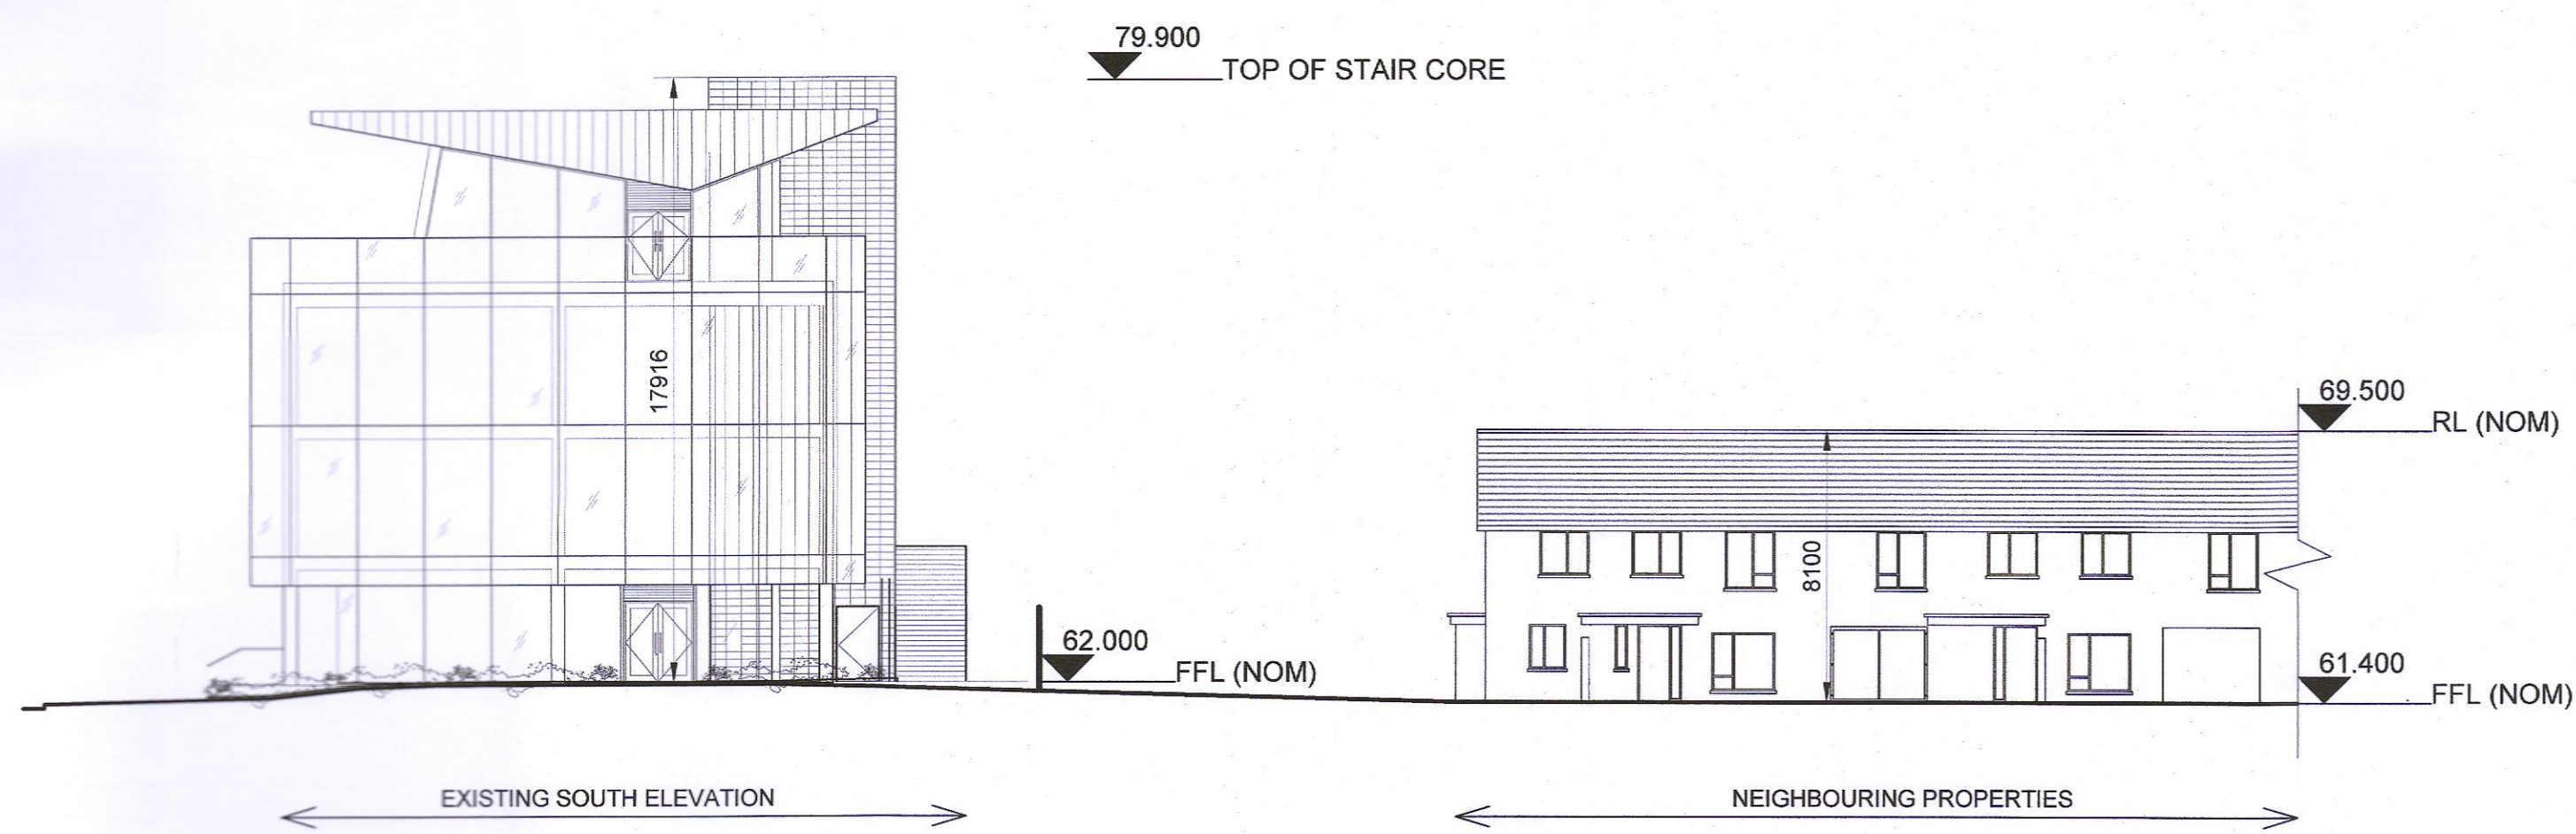 79.900
TOP OF STAIR CORE
17916
69.500
RL (NOM)
8100
62.000
FFL (NOM)
61.400
FFL (NOM)
EXISTING SOUTH ELEVATION
NEIGHBOURING PROPERTIES